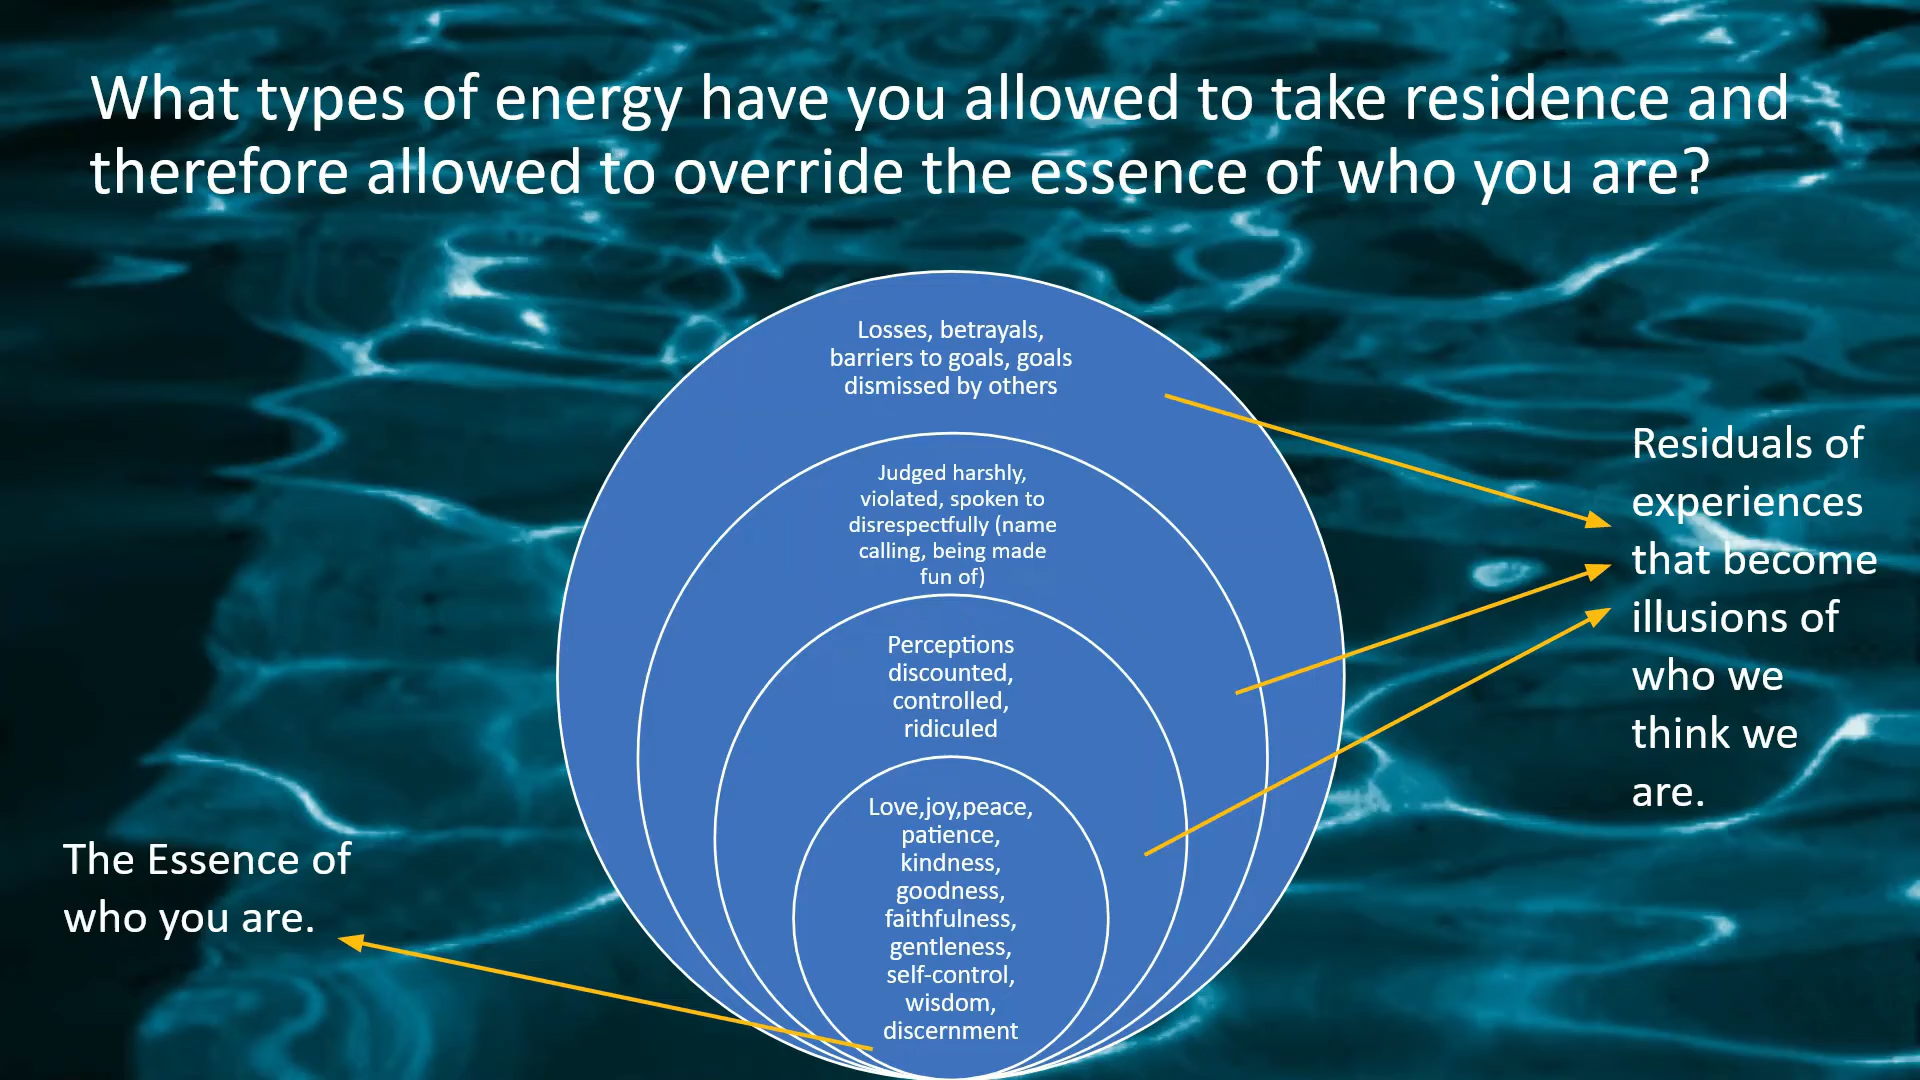 What types of energy have you allowed to take residence and
therefore allowed to override the essence of who you are?
Losses, betrayals,
barriers to goals, goals
dismissed by others
Judged harshly,
violated, spoken to
disrespectfully (name
calling, being made
fun of)
Perceptions
discounted,
controlled,
ridiculed
Love,joy,peace,
patience,
kindness,
goodness,
faithfulness,
gentleness,
self-control,
wisdom,
discernment
Residuals of
experiences
that become
illusions of
who we
think we
are.
The Essence of
who you are.